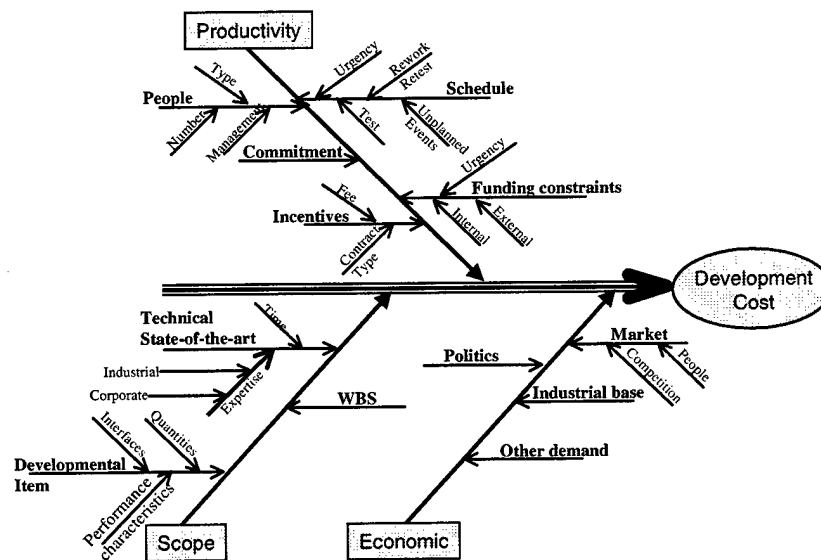 Productivity
Type
Urgency
Rework
Retest
People
Schedule
Number
Management
Test
Unplanned
Events
Commitment
Urgency
Fee
Funding constraints
Incentives
Internal
External
Contract
Type
Development
Cost
Technical
State-of-the-art
Time
Market
Politics
Industrial
Corporate
Expertise
Competition
People
WBS
Industrial base
Interfaces
Quantities
Developmental
Item
Other demand
Performance
characteristics
Scope
Economic